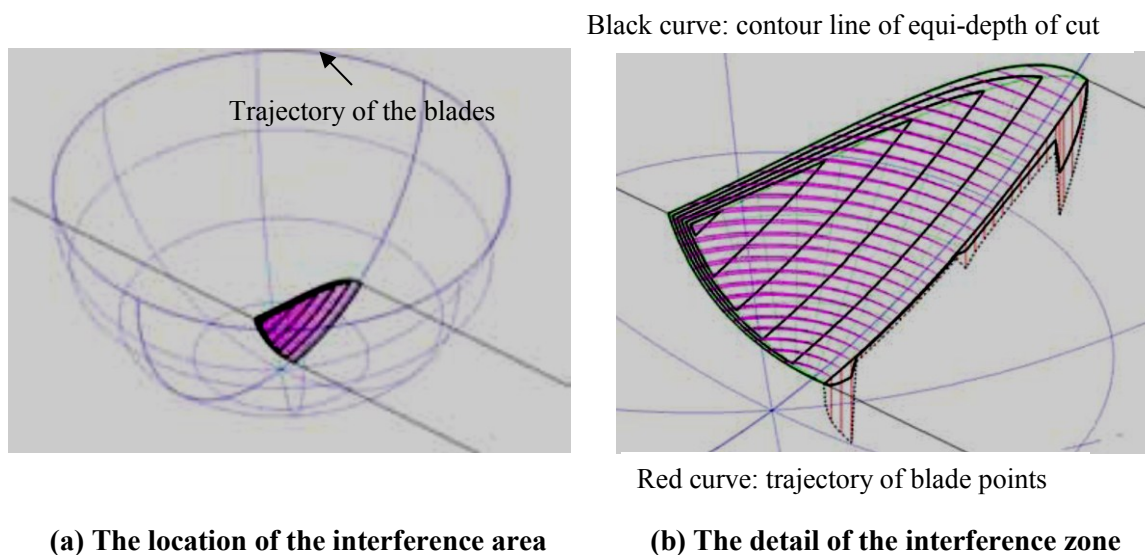 Black curve: contour line of equi-depth of cut
Trajectory of the blades
Red curve: trajectory of blade points
(a) The location of the interference area
(b) The detail of the interference zone